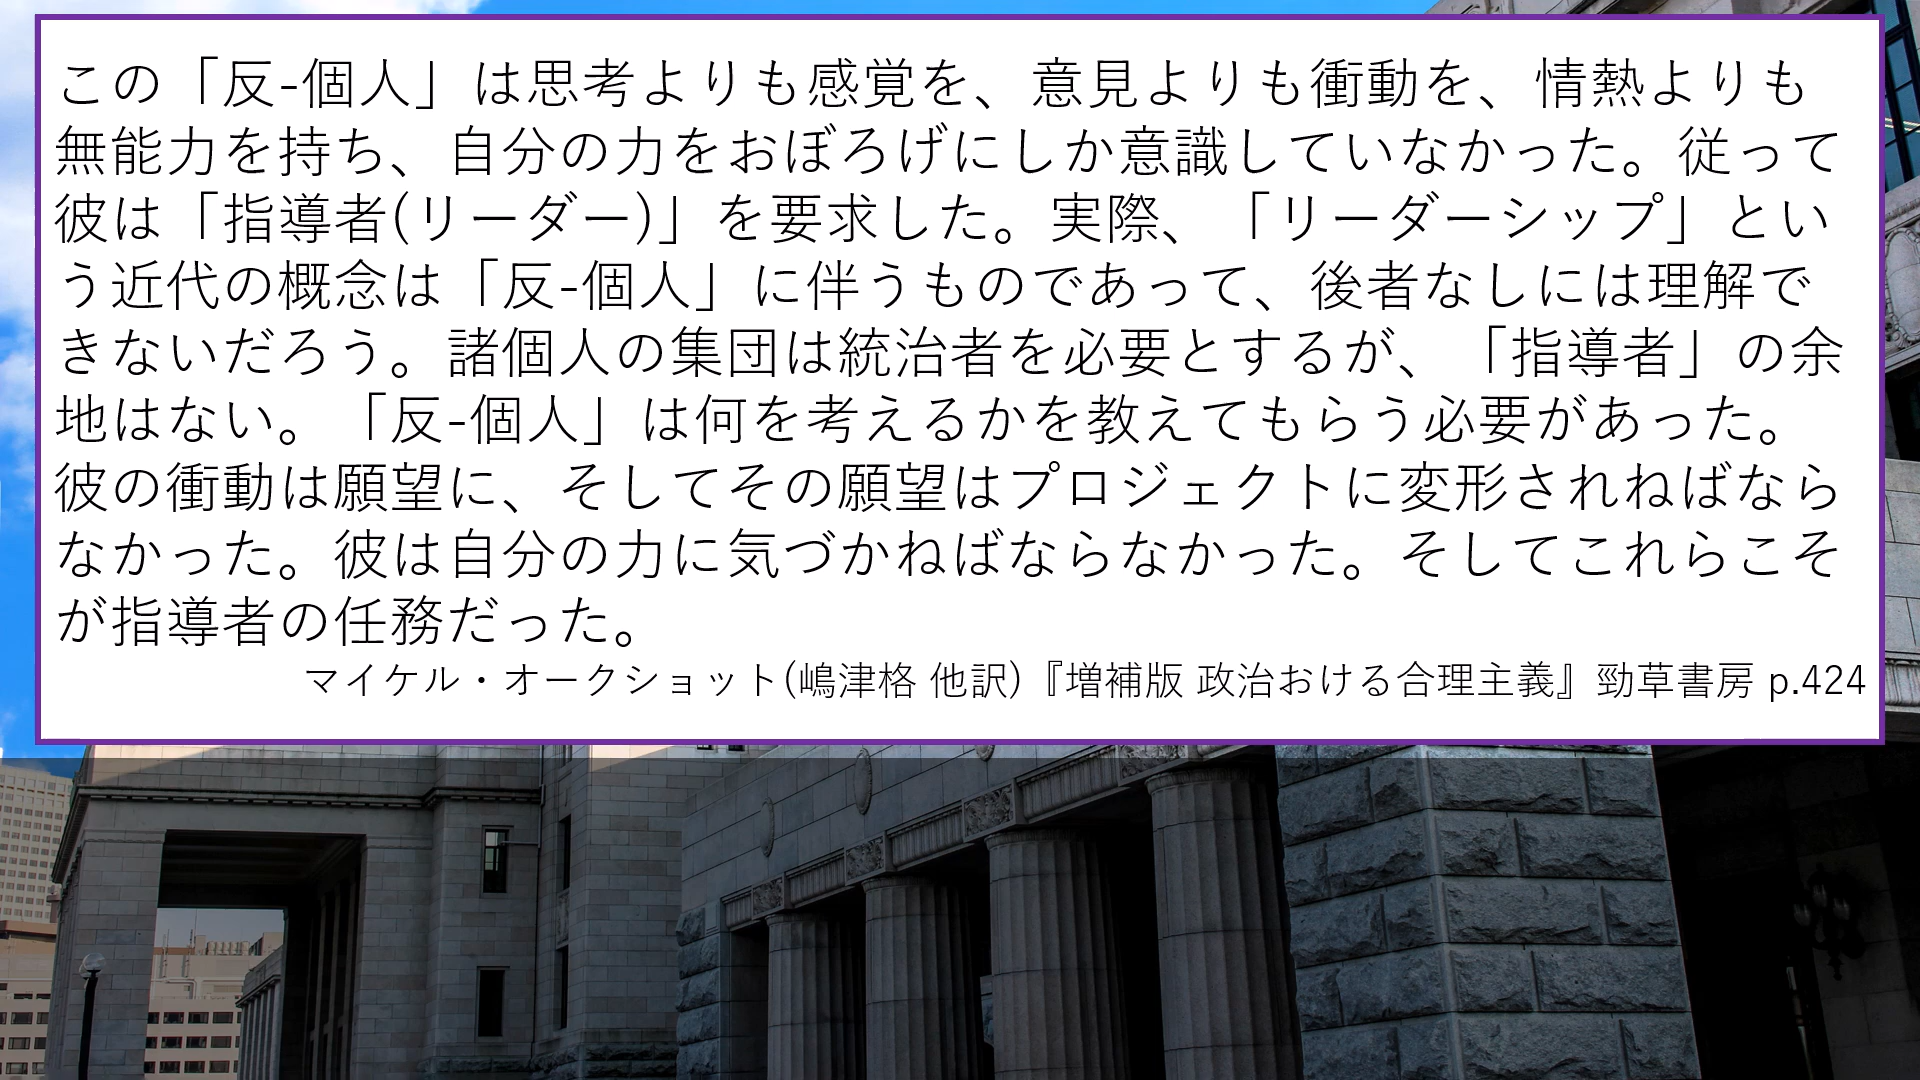 この「反-個人」は思考よりも感覚を、意見よりも衝動を、情熱よりも
無能力を持ち、自分の力をおぼろげにしか意識していなかった。従って
彼は「指導者(リーダー)」を要求した。実際、「リーダーシップ」とい
う近代の概念は「反-個人」に伴うものであって、後者なしには理解で
きないだろう。諸個人の集団は統治者を必要とするが、「指導者」の余
地はない。「反-個人」は何を考えるかを教えてもらう必要があった。
彼の衝動は願望に、そしてその願望はプロジェクトに変形されねばなら
なかった。彼は自分の力に気づかねばならなかった。そしてこれらこそ
が指導者の任務だった。
マイケル・オークショット(嶋津格 他訳)『増補版 政治おける合理主義』勁草書房 p.424